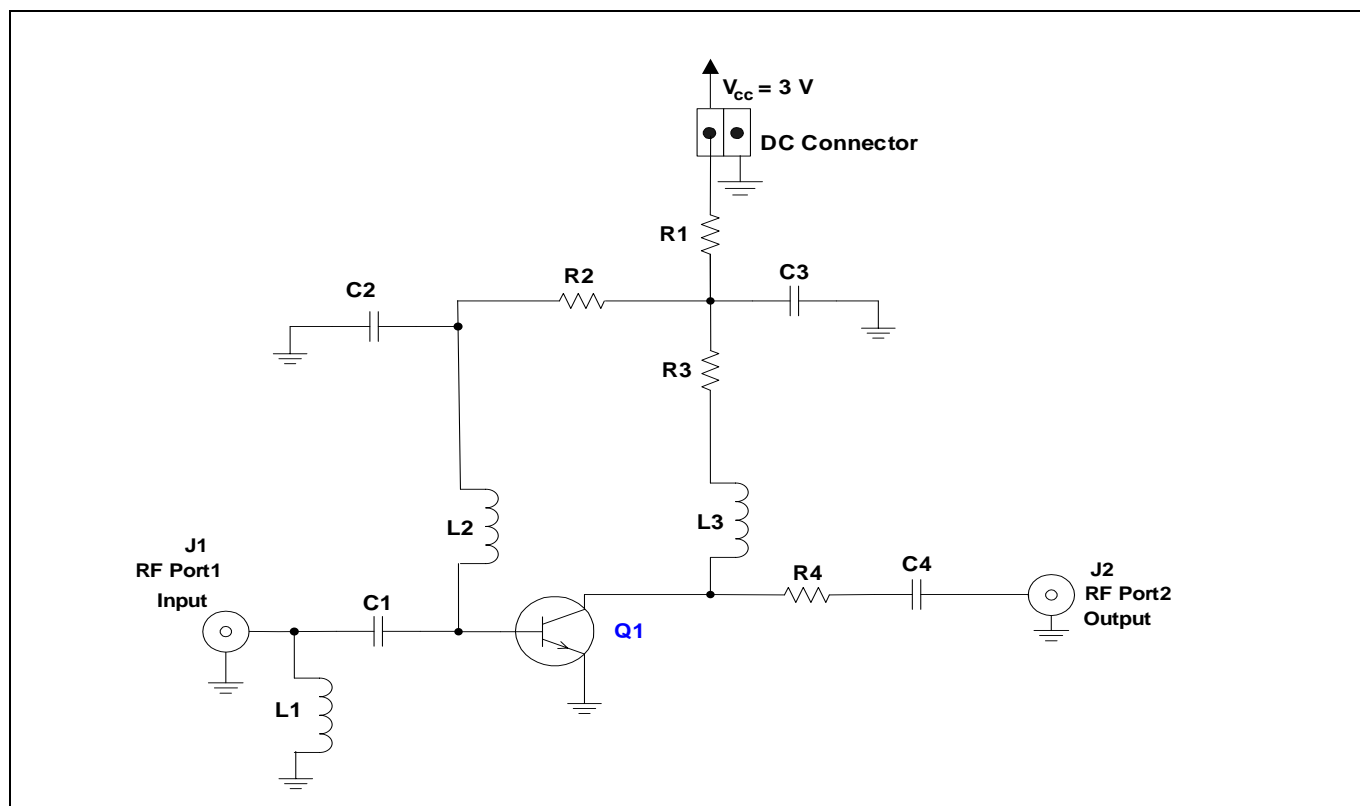 Vcc = 3 V
DC Connector
R1
C3
R2
C2
R3
L3
L2
J1
RF Port1
Input
C1
Q1
R4
C4
J2
RF Port2
Output
L1